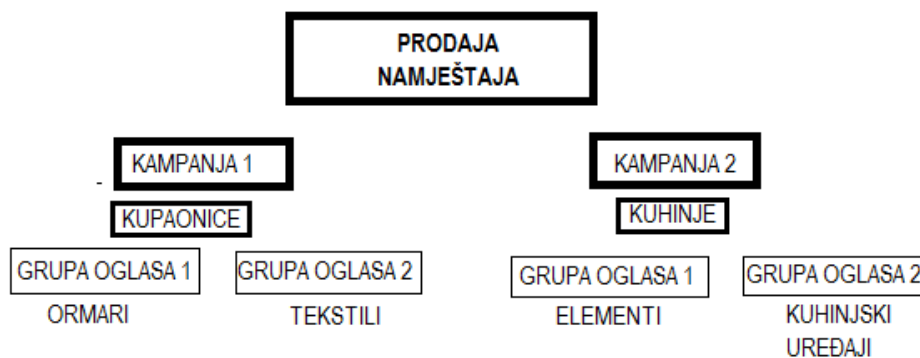 PRODAJA
NAMJEŠTAJA
KAMPANJA 1
KAMPANJA 2
KUPAONICE
KUHINJE
GRUPA OGLASA 1
GRUPA OGLASA 2
GRUPA OGLASA 1
GRUPA OGLASA 2
ORMARI
TEKSTILI
ELEMENTI
KUHINJSKI
UREĐAJI